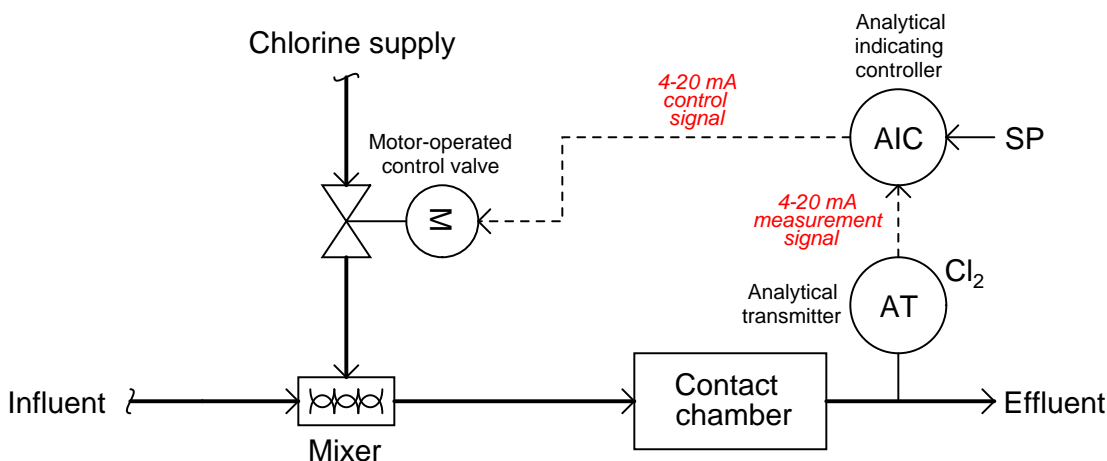 Chlorine supply
Analytical
indicating
controller
4-20 mA
control
signal
AIC
SP
Motor-operated
control valve
M
4-20 mA
measurement
signal
Cl2
Analytical
transmitter
AT
Influent
Mixer
Contact
chamber
Effluent